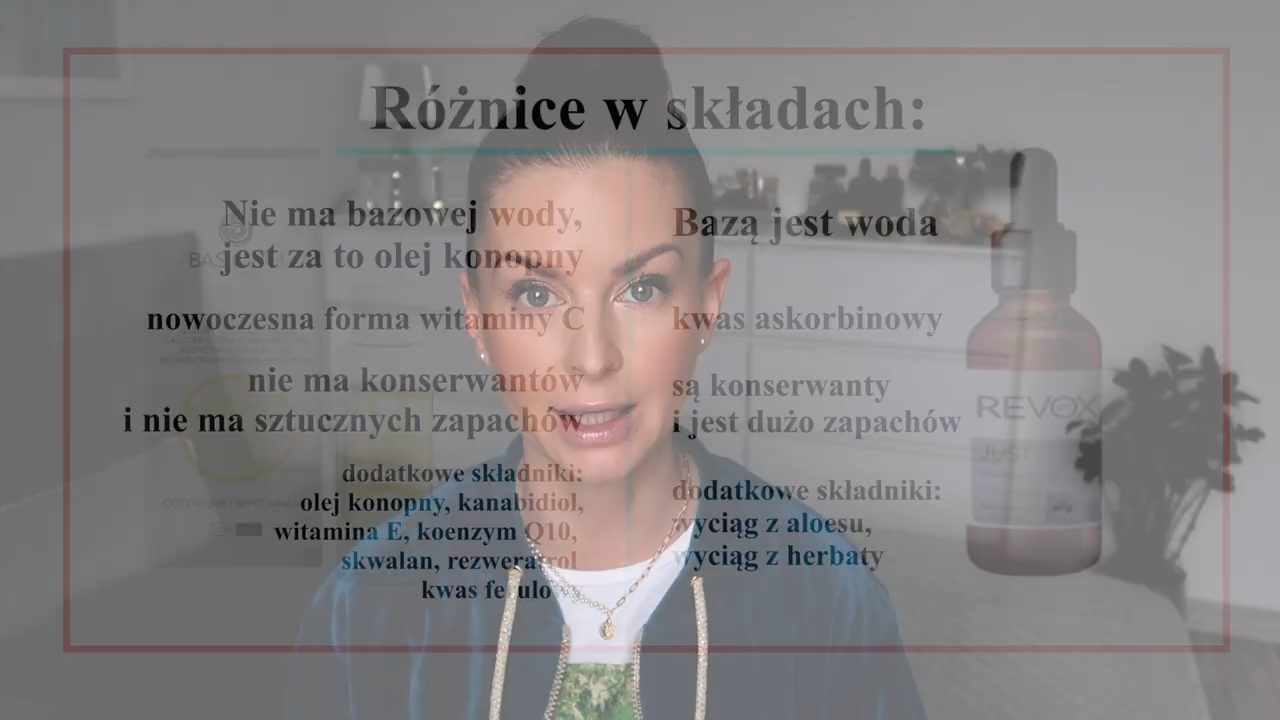 Różnice w składach:
Nie ma bazowej wody,
jest za to olej konopny
nowoczesna forma witaminy C
nie ma konserwantów
i nie ma sztucznych zapachów
dodatkowe składniki:
olej konopny, kanabidiol,
witamina E, koenzym Q10,
skwalan, rezweratrol
kwas
Bazą jest woda
kwas askorbinowy
są konserwanty
i jest dużo zapachów
dodatkowe składniki:
wyciąg z aloesu,
wyciąg z herbaty
REVOX
JUST